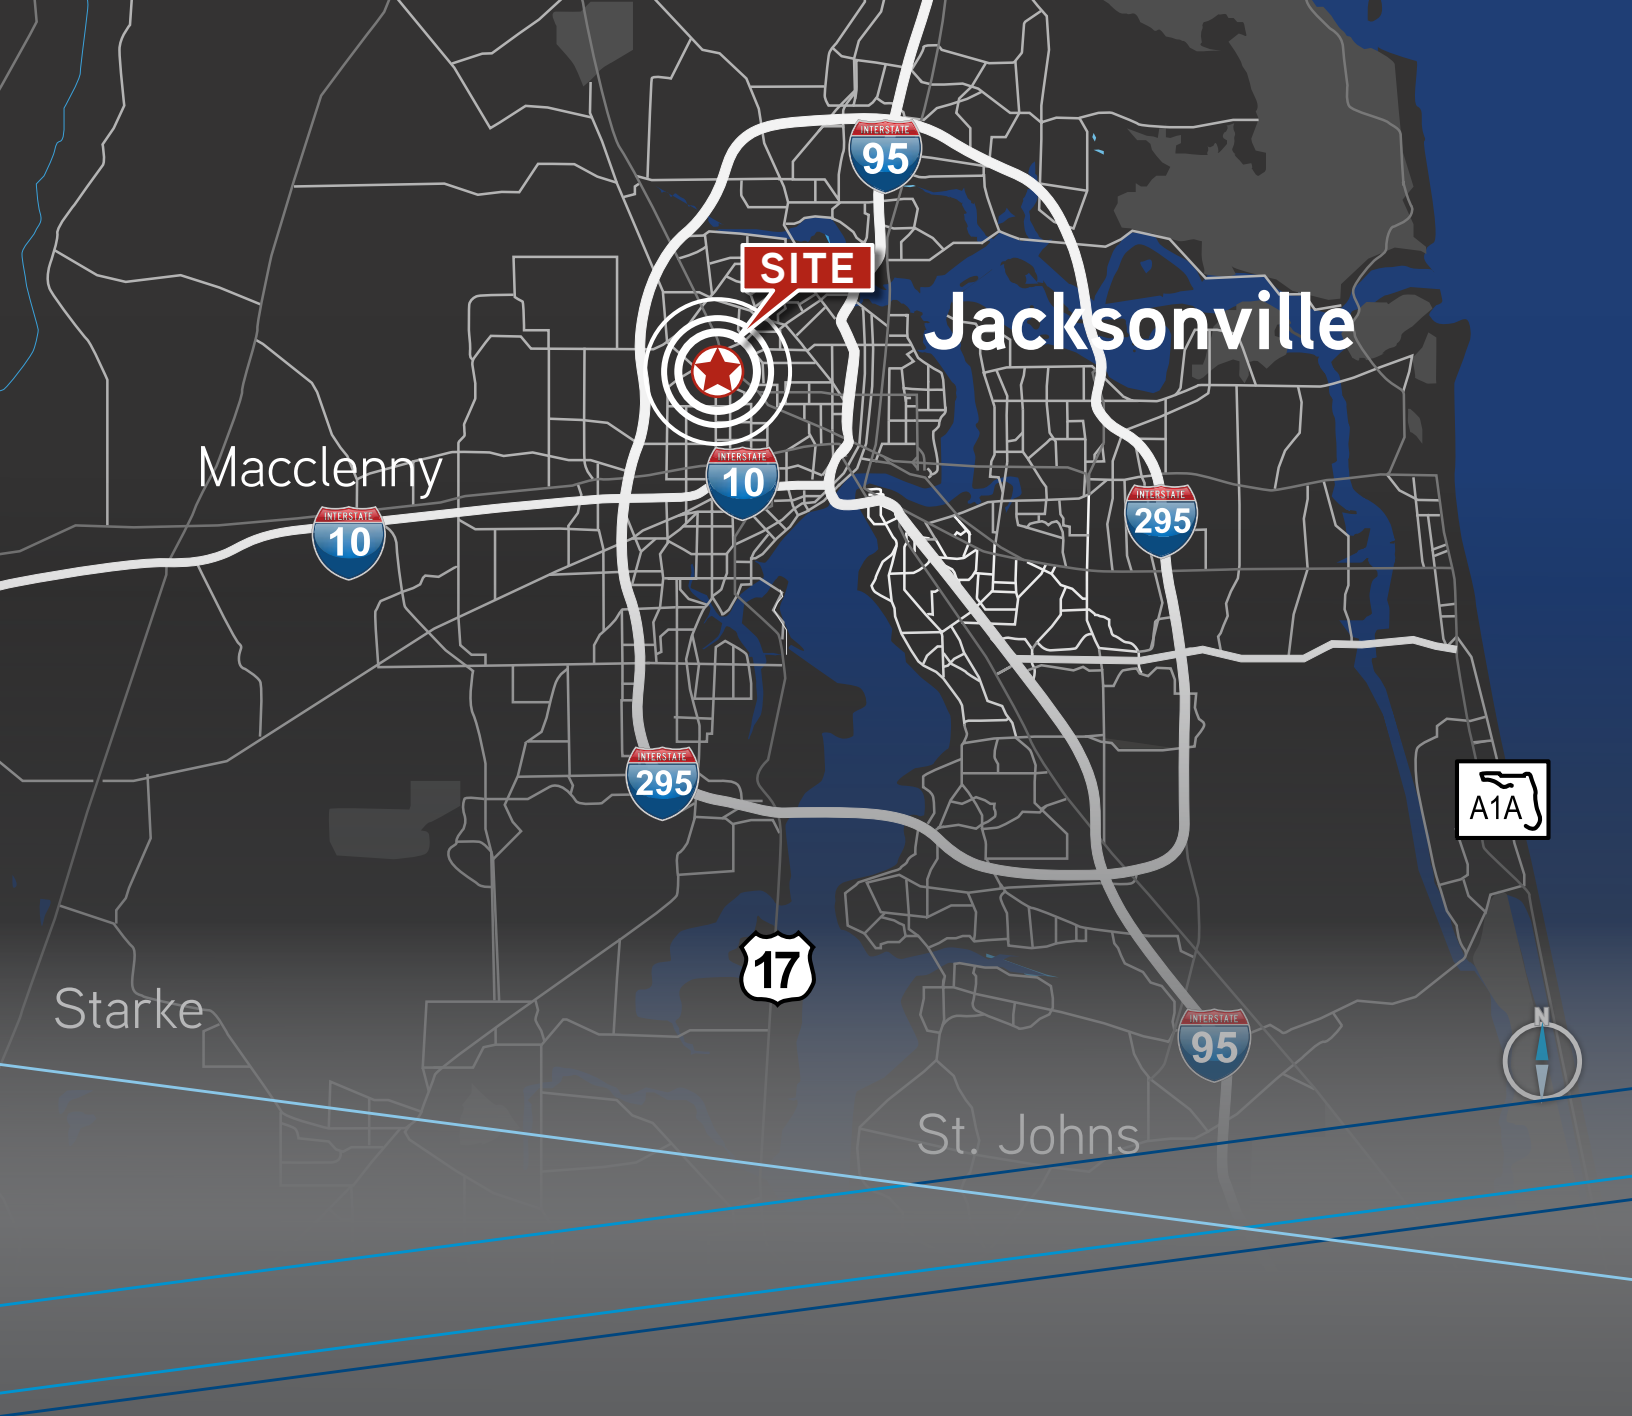 INTERSTATE
95
SITE
Jacksonville
Macclenny
INTERSTATE
10
INTERSTATE
10
INTERSTATE
295
INTERSTATE
295
A1A
17
Starke
INTERSTATE
95
N
St. Johns